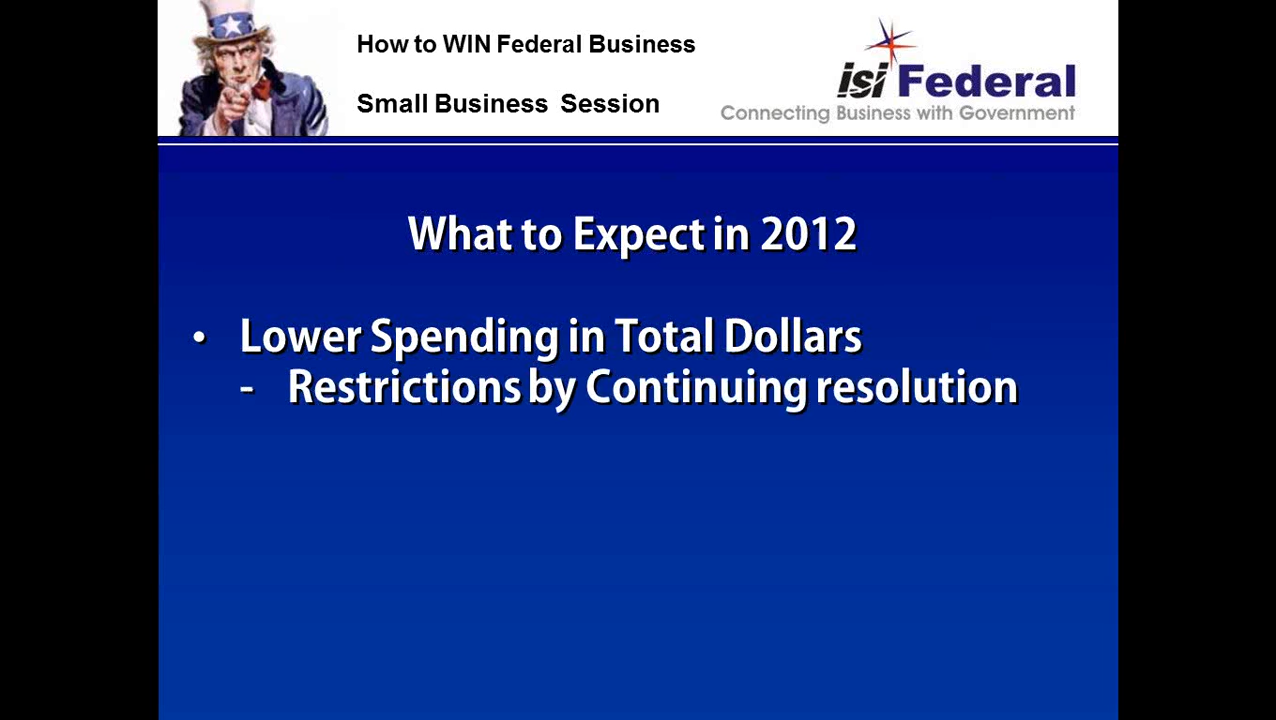 How to WIN Federal Business
Small Business Session
isi Federal
Connecting Business with Government
What to Expect in 2012
• Lower Spending in Total Dollars
- Restrictions by Continuing resolution